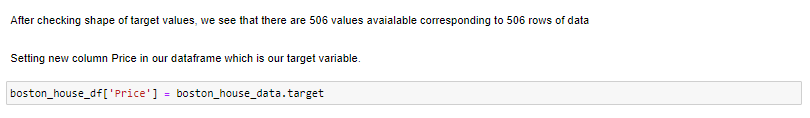 After checking shape of target values, we see that there are 506 values avaialable corresponding to 506 rows of data
Setting new column Price in our dataframe which is our target variable.
boston_house_df['Price'] = boston_house_data.target